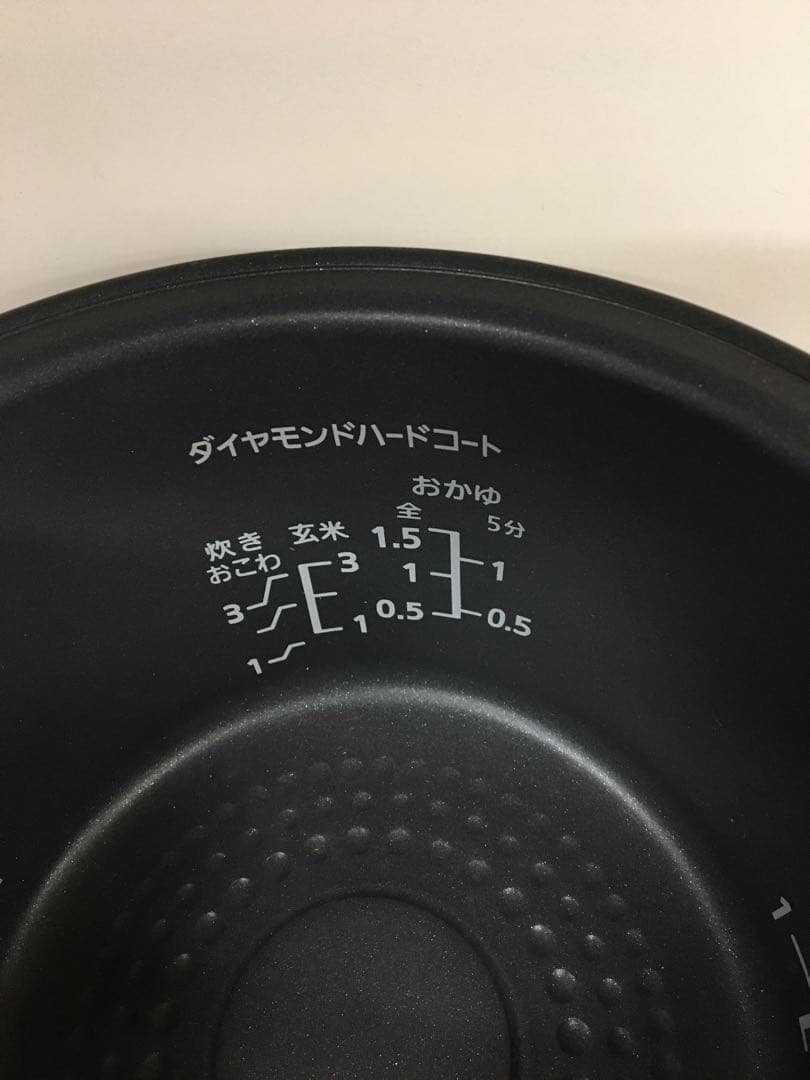 ダイヤモンドハードコート
おかゆ
全 5分
炊き 玄米
おこわ
3 1.5
1 1
3
1 0.5 0.5
1
1